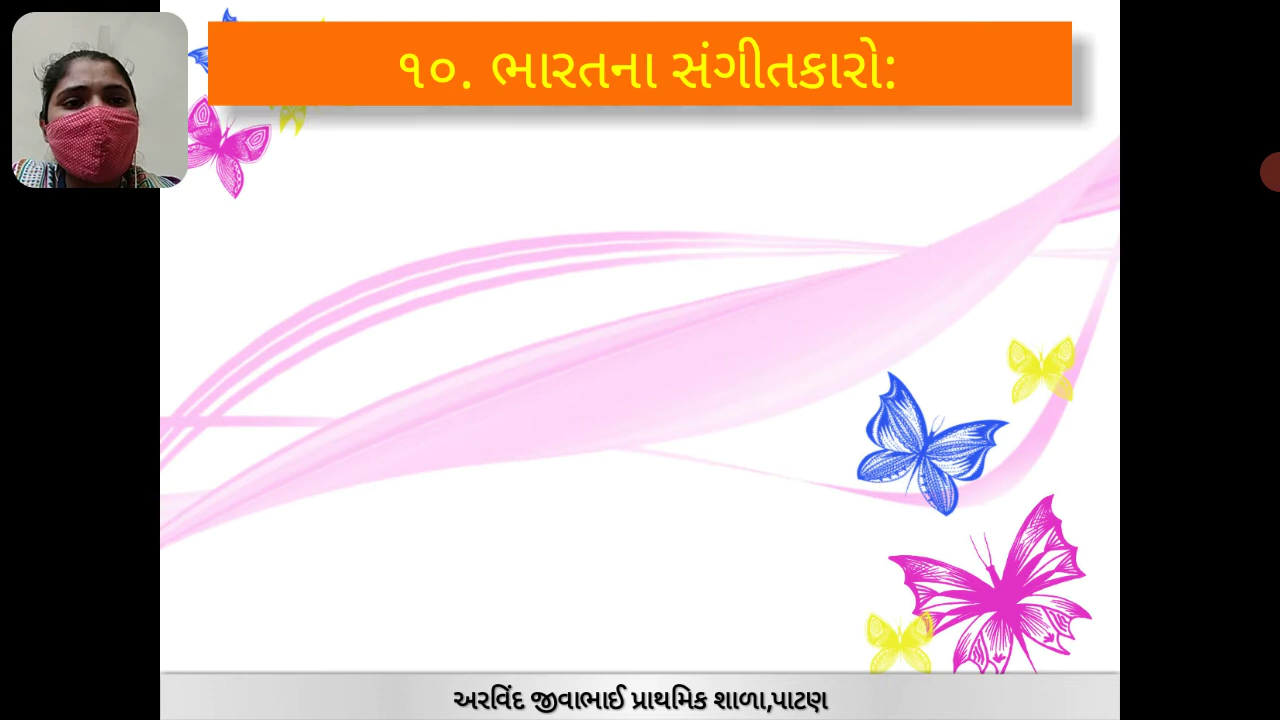 ૧૦. ભારતના સંગીતકારો:
અરવિંદ જીવાભાઈ પ્રાથમિક શાળા,પાટણ